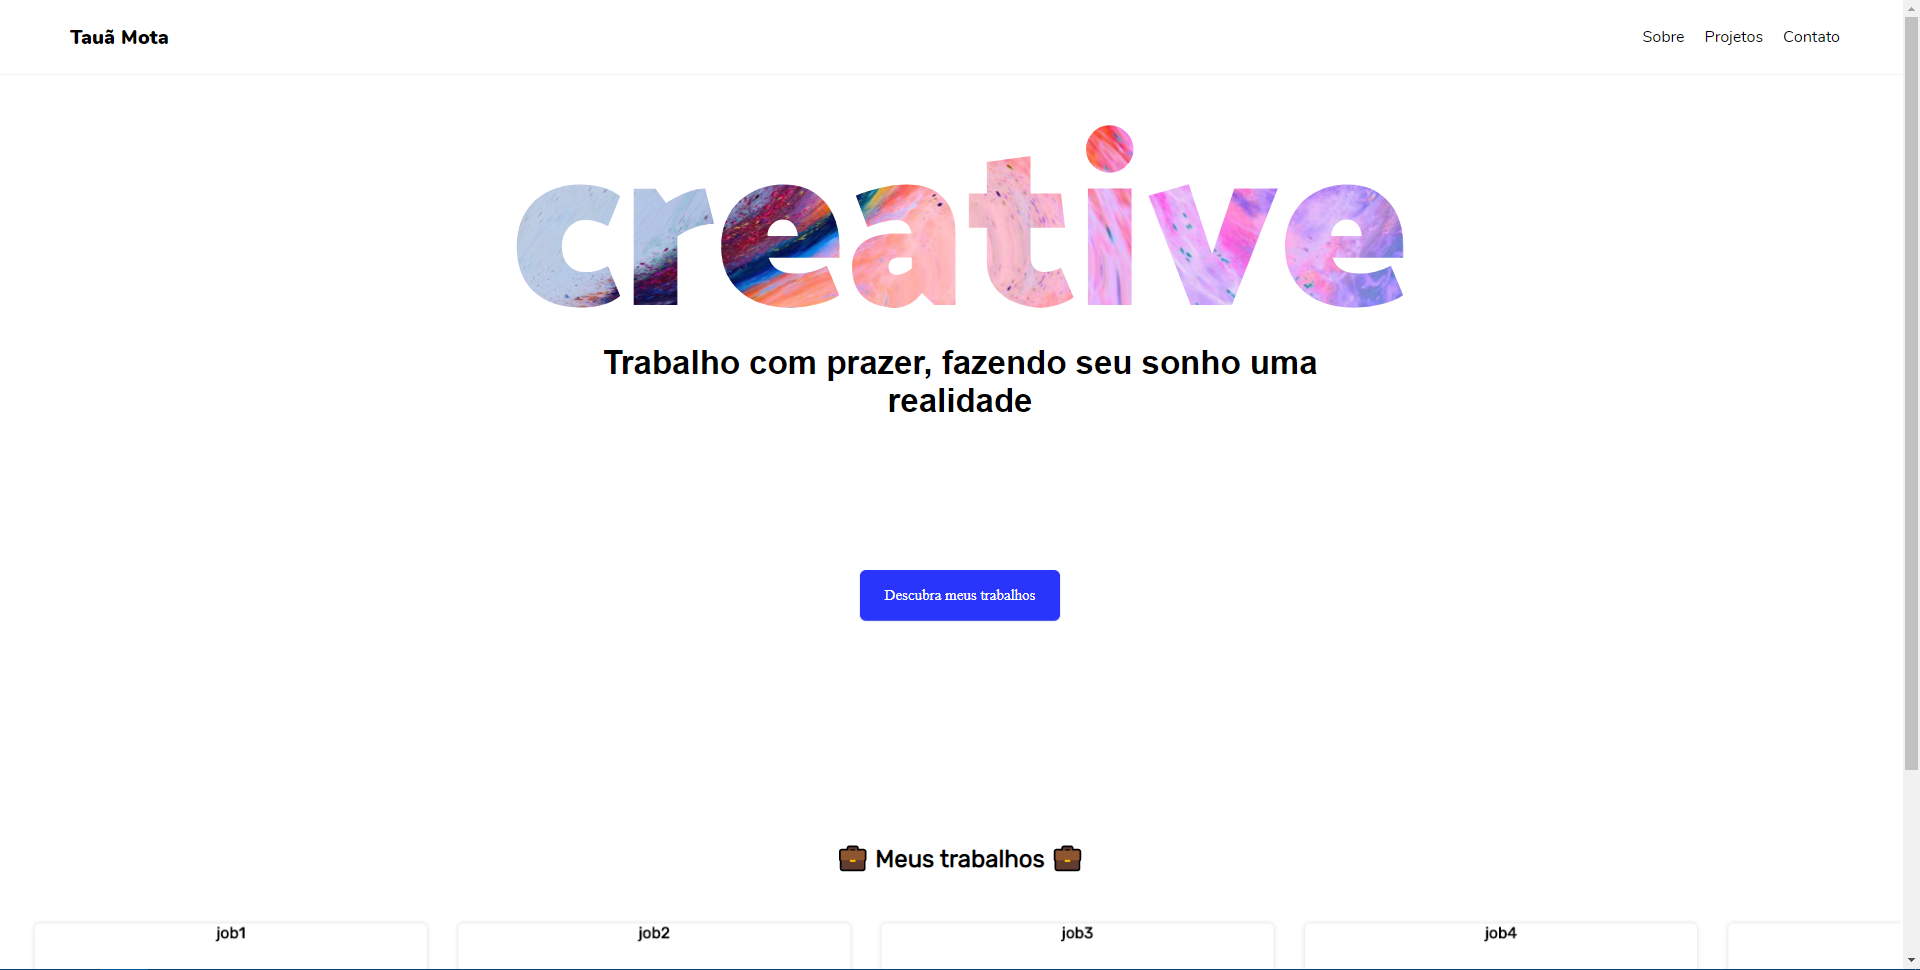 Tauã Mota
Sobre Projetos Contato
creative
Trabalho com prazer, fazendo seu sonho uma
realidade
Descubra meus trabalhos
💼 Meus trabalhos 💼
job1 job2 job3 job4